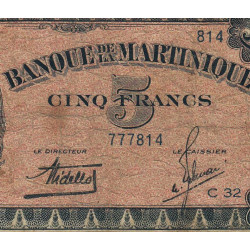 814
BANQUE DE LA MARTINIQUE
5
CINQ FRANCS
777814
LE DIRECTEUR LE CAISSIER
C 32